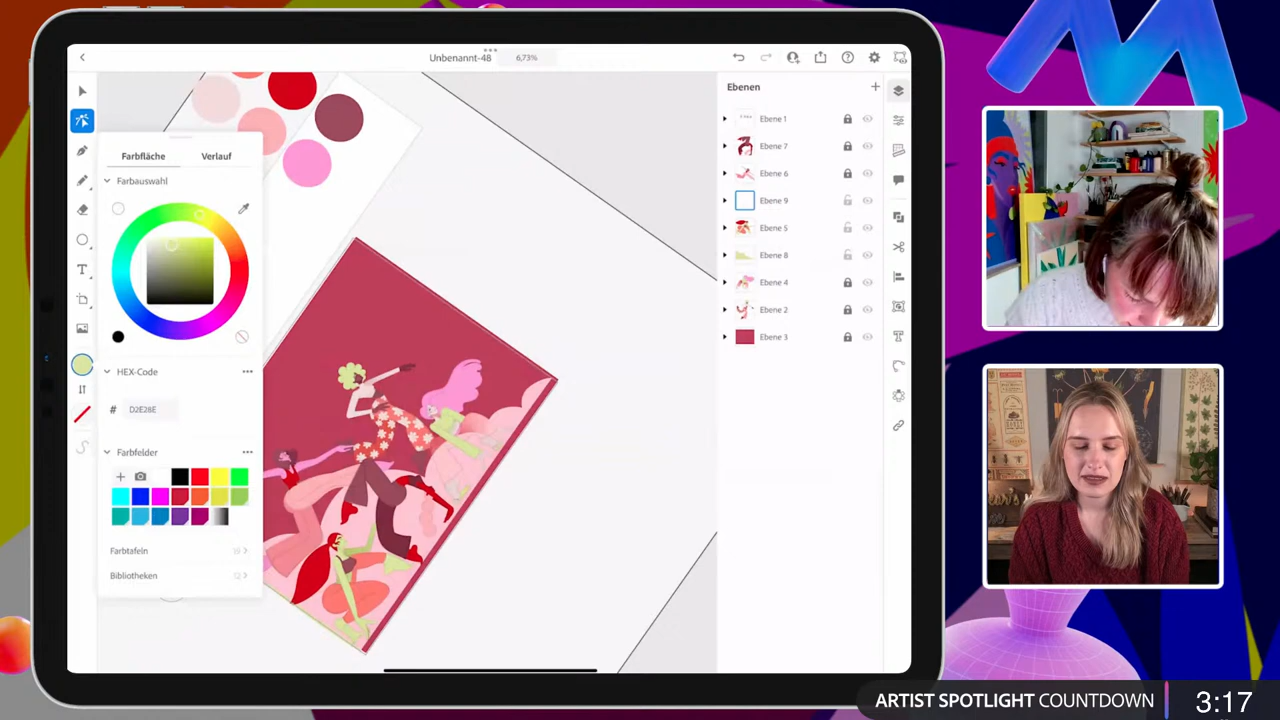 Unbenannt-48
6,73%
Ebenen
Ebene 1
Ebene 7
Ebene 6
Ebene 9
Ebene 5
Ebene 8
Ebene 4
Ebene 2
Ebene 3
Farbfläche
Verlauf
Farbauswahl
HEX-Code
# D2E28E
Farbfelder
Farbtafeln
Bibliotheken
ARTIST SPOTLIGHT COUNTDOWN 3:17